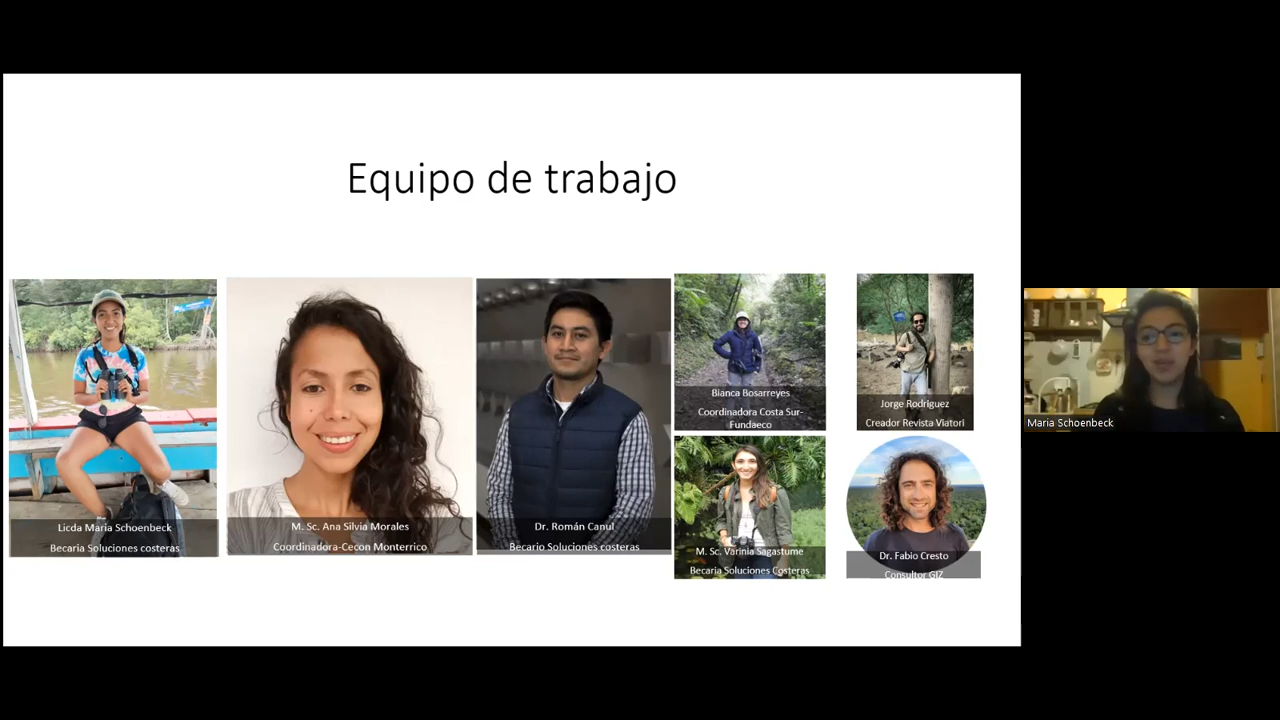 Equipo de trabajo
Licda María Schoenbeck
Becaria Soluciones costeras
M. Sc. Ana Silvia Morales
Coordinadora-Cecon Monterrico
Dr. Román Canul
Becario Soluciones costeras
Bianca Bosarreyes
Coordinadora Costa Sur-
Fundaeco
Jorge Rodriguez
Creador Revista Viatori
M. Sc. Varinia Sagastume
Becaria Soluciones Costeras
Dr. Fabio Cresto
Consultor GIZ
Maria Schoenbeck